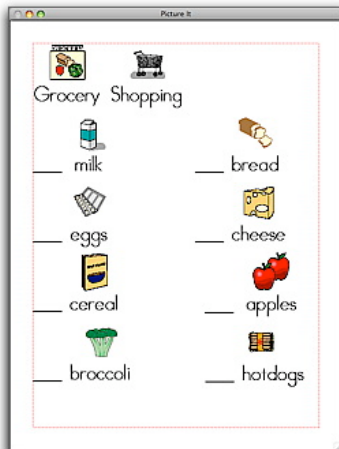 Picture It
Grocery Shopping
___ milk ___ bread
___ eggs ___ cheese
___ cereal ___ apples
___ broccoli ___ hotdogs